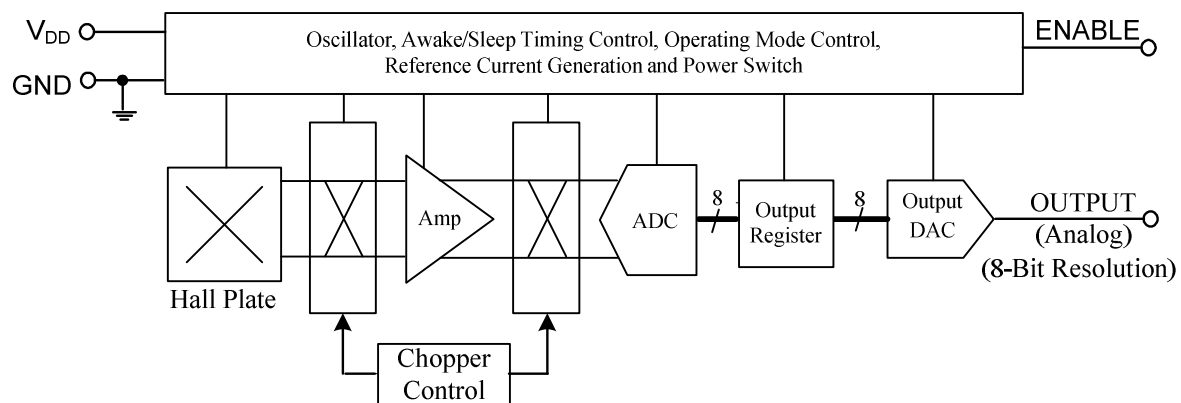 VDD
GND
Oscillator, Awake/Sleep Timing Control, Operating Mode Control,
Reference Current Generation and Power Switch
ENABLE
Hall Plate
Amp
ADC
8
Output
Register
8
Output
DAC
OUTPUT
(Analog)
(8-Bit Resolution)
Chopper
Control